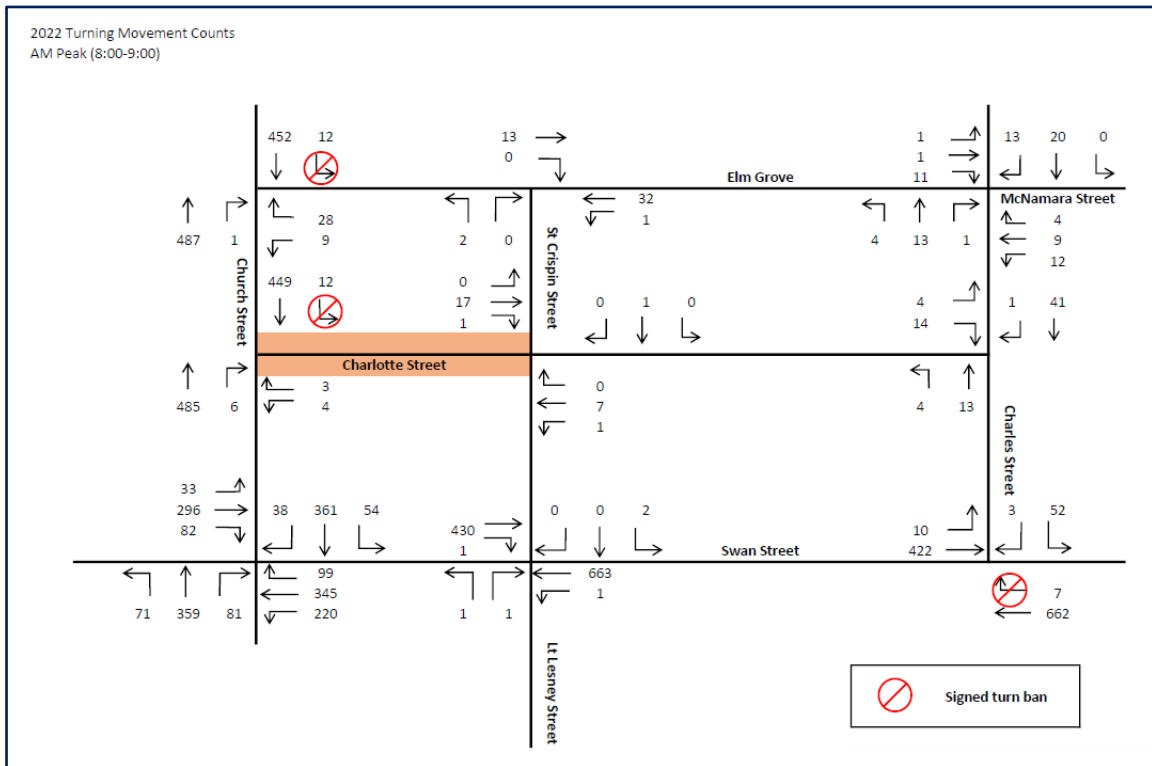 2022 Turning Movement Counts
AM Peak (8:00-9:00)
452 12 13 1 13 20 0
0 1
11
Elm Grove
McNamara Street
487 1 28 2 0 32 4 13 1 4
9 1 9
12
Church Street
St Crispin Street
449 12 0 0 1 0 4 1 41
17 14
1
Charlotte Street
485 6 3 0 4 13
4 7
1
Charles Street
33
296 38 361 54 430 0 0 2 10 3 52
82 1 422
Swan Street
71 359 81 99 1 1 663 7
345 1 662
220
Lt Lesney Street
Signed turn ban